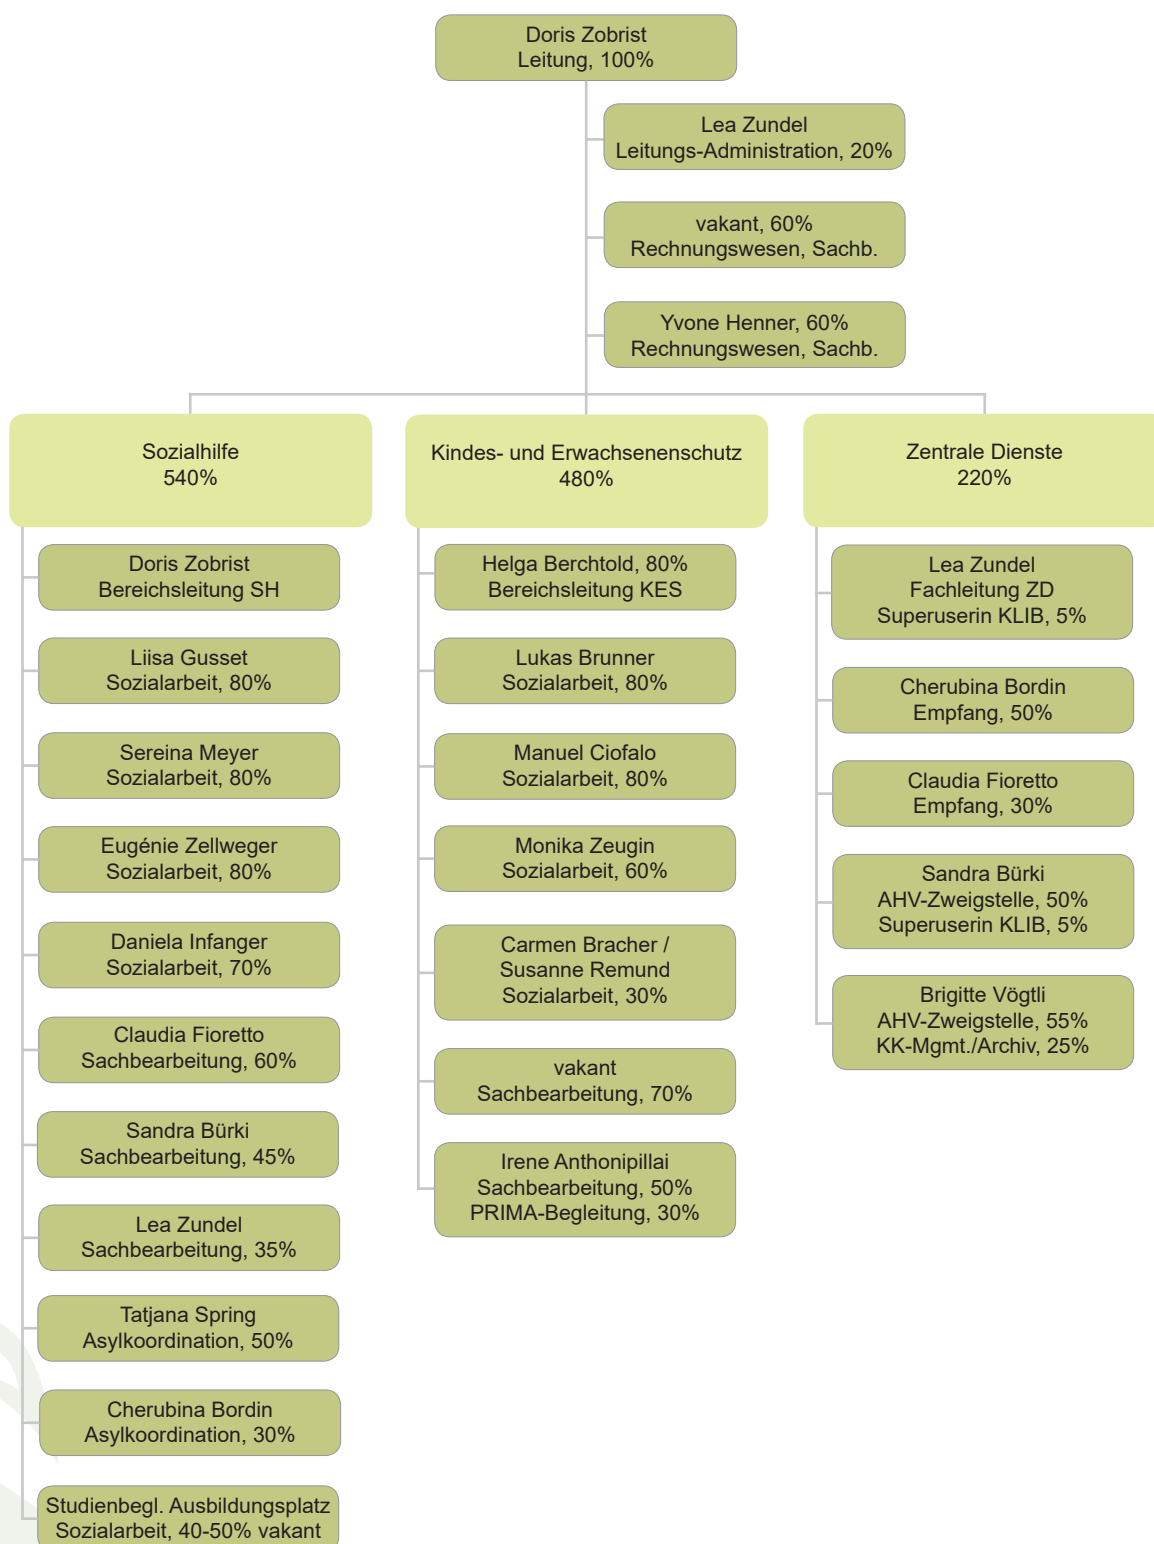 Doris Zobrist
Leitung, 100%
Lea Zundel
Leitungs-Administration, 20%
vakant, 60%
Rechnungswesen, Sachb.
Yvone Henner, 60%
Rechnungswesen, Sachb.
Sozialhilfe
540%
Doris Zobrist
Bereichsleitung SH
Liisa Gusset
Sozialarbeit, 80%
Sereina Meyer
Sozialarbeit, 80%
Eugénie Zellweger
Sozialarbeit, 80%
Daniela Infanger
Sozialarbeit, 70%
Claudia Fioretto
Sachbearbeitung, 60%
Sandra Bürki
Sachbearbeitung, 45%
Lea Zundel
Sachbearbeitung, 35%
Tatjana Spring
Asylkoordination, 50%
Cherubina Bordin
Asylkoordination, 30%
Studienbegl. Ausbildungsplatz
Sozialarbeit, 40-50% vakant
Kindes- und Erwachsenenschutz
480%
Helga Berchtold, 80%
Bereichsleitung KES
Lukas Brunner
Sozialarbeit, 80%
Manuel Ciofalo
Sozialarbeit, 80%
Monika Zeugin
Sozialarbeit, 60%
Carmen Bracher /
Susanne Remund
Sozialarbeit, 30%
vakant
Sachbearbeitung, 70%
Irene Anthonipillai
Sachbearbeitung, 50%
PRIMA-Begleitung, 30%
Zentrale Dienste
220%
Lea Zundel
Fachleitung ZD
Superuserin KLIB, 5%
Cherubina Bordin
Empfang, 50%
Claudia Fioretto
Empfang, 30%
Sandra Bürki
AHV-Zweigstelle, 50%
Superuserin KLIB, 5%
Brigitte Vögtli
AHV-Zweigstelle, 55%
KK-Mgmt./Archiv, 25%